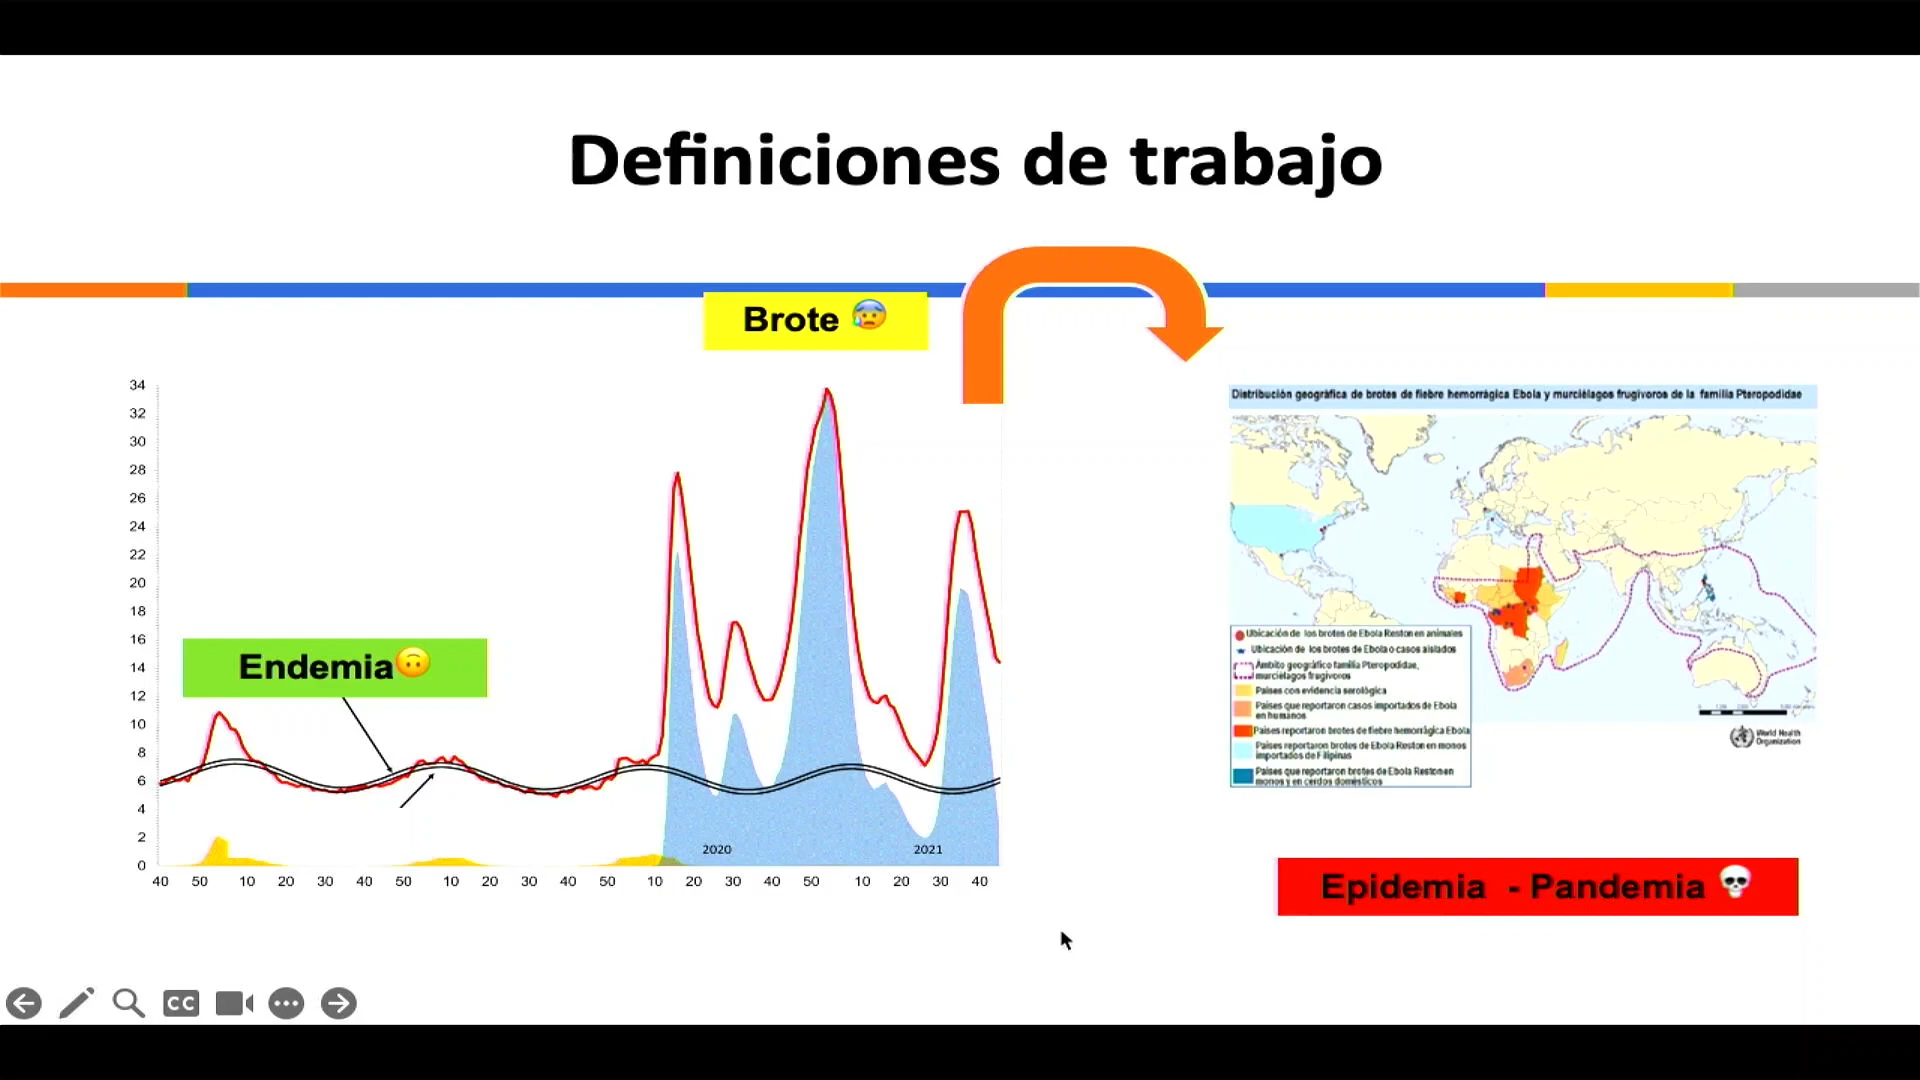 Definiciones de trabajo
Brote
34
32
30
28
26
24
22
20
18
16
14
12
10
8
6
4
2
0
Endemia
2020
2021
40 50 10 20 30 40 50 10 20 30 40 50 10 20 30 40 50 10 20 30 40
Distribución geográfica de brotes de fiebre hemorrágica Ebola y murciélagos frugivoros de la familia Pteropodidae
Ubicación de los brotes de Ebola Reston en animales
Ubicación de los brotes de Ebola o casos aislados
Ámbito geográfico familia Pteropodidae,
murciélagos frugivoros
Países con evidencia serológica
Países que reportaron casos importados de Ebola
en humanos
Países reportaron brotes de fiebre hemorrágica Ebola
Países reportaron brotes de Ebola Reston en monos
importados de Filipinas
Países que reportaron brotes de Ebola Reston en
monos y en cerdos domésticos
World Health
Organization
Epidemia - Pandemia
CC